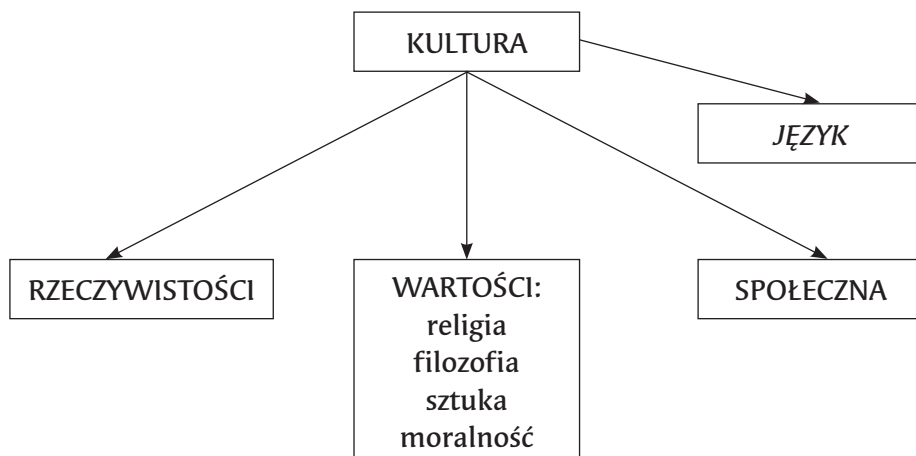 KULTURA
JĘZYK
RZECZYWISTOŚCI
WARTOŚCI:
religia
filozofia
sztuka
moralność
SPOŁECZNA